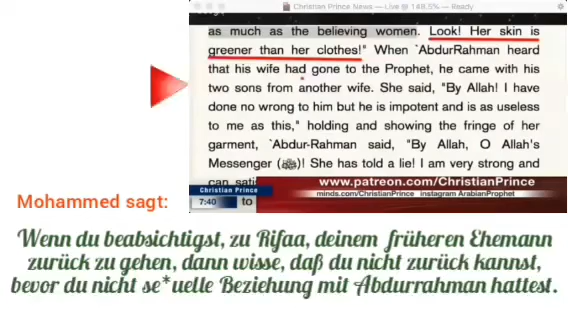 Christian Prince News — Live @ 148.5% — Ready
as much as the believing women. Look! Her skin is
greener than her clothes!" When `AbdurRahman heard
that his wife had gone to the Prophet, he came with his
two sons from another wife. She said, "By Allah! I have
done no wrong to him but he is impotent and is as useless
to me as this," holding and showing the fringe of her
garment, `Abdur-Rahman said, "By Allah, O Allah's
Messenger (ﷺ)! She has told a lie! I am very strong and
can sati
www.patreon.com/ChristianPrince
Christian Prince
minds.com/ChristianPrince instagram ArabianProphet
7:40
to
Mohammed sagt:
Wenn du beabsichtigst, zu Rifaa, deinem früheren Ehemann
zurück zu gehen, dann wisse, daß du nicht zurück kannst,
bevor du nicht se*uelle Beziehung mit Abdurrahman hattest.